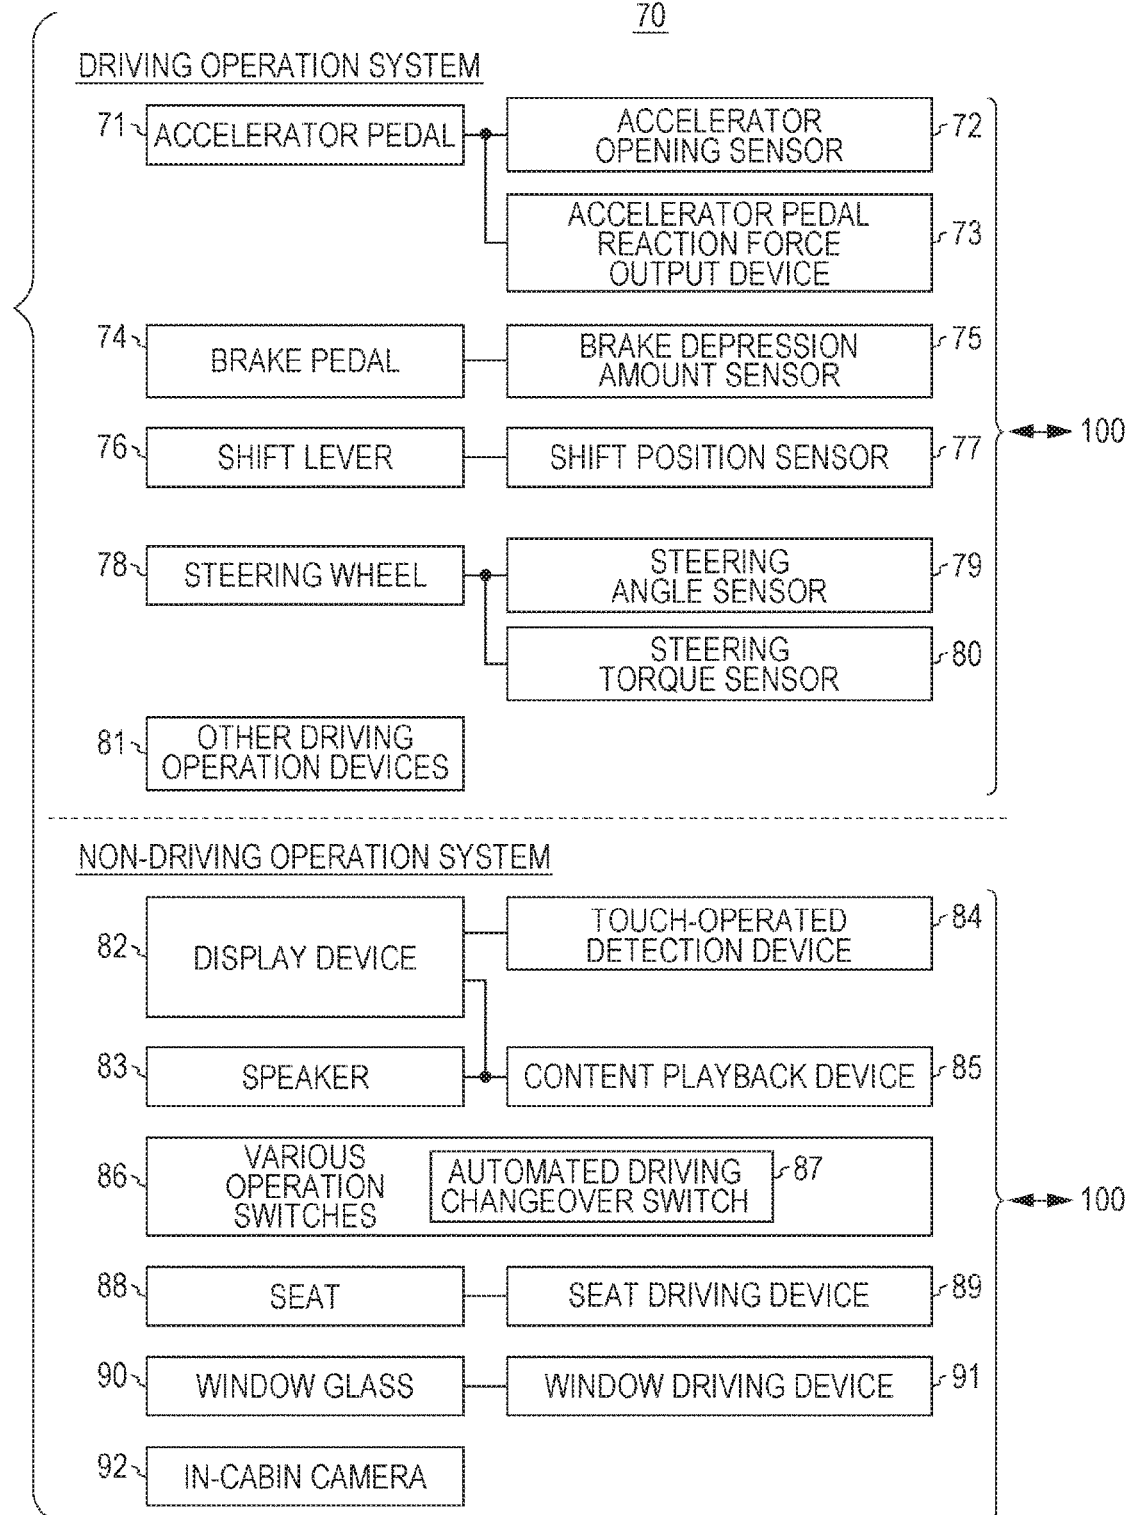 70
DRIVING OPERATION SYSTEM
71
ACCELERATOR PEDAL
ACCELERATOR
OPENING SENSOR
72
ACCELERATOR PEDAL
REACTION FORCE
OUTPUT DEVICE
73
74
BRAKE PEDAL
BRAKE DEPRESSION
AMOUNT SENSOR
75
76
SHIFT LEVER
SHIFT POSITION SENSOR
77
100
78
STEERING WHEEL
STEERING
ANGLE SENSOR
79
STEERING
TORQUE SENSOR
80
81
OTHER DRIVING
OPERATION DEVICES
NON-DRIVING OPERATION SYSTEM
82
DISPLAY DEVICE
TOUCH-OPERATED
DETECTION DEVICE
84
83
SPEAKER
CONTENT PLAYBACK DEVICE
85
86
VARIOUS
OPERATION
SWITCHES
AUTOMATED DRIVING
CHANGEOVER SWITCH
87
100
88
SEAT
SEAT DRIVING DEVICE
89
90
WINDOW GLASS
WINDOW DRIVING DEVICE
91
92
IN-CABIN CAMERA